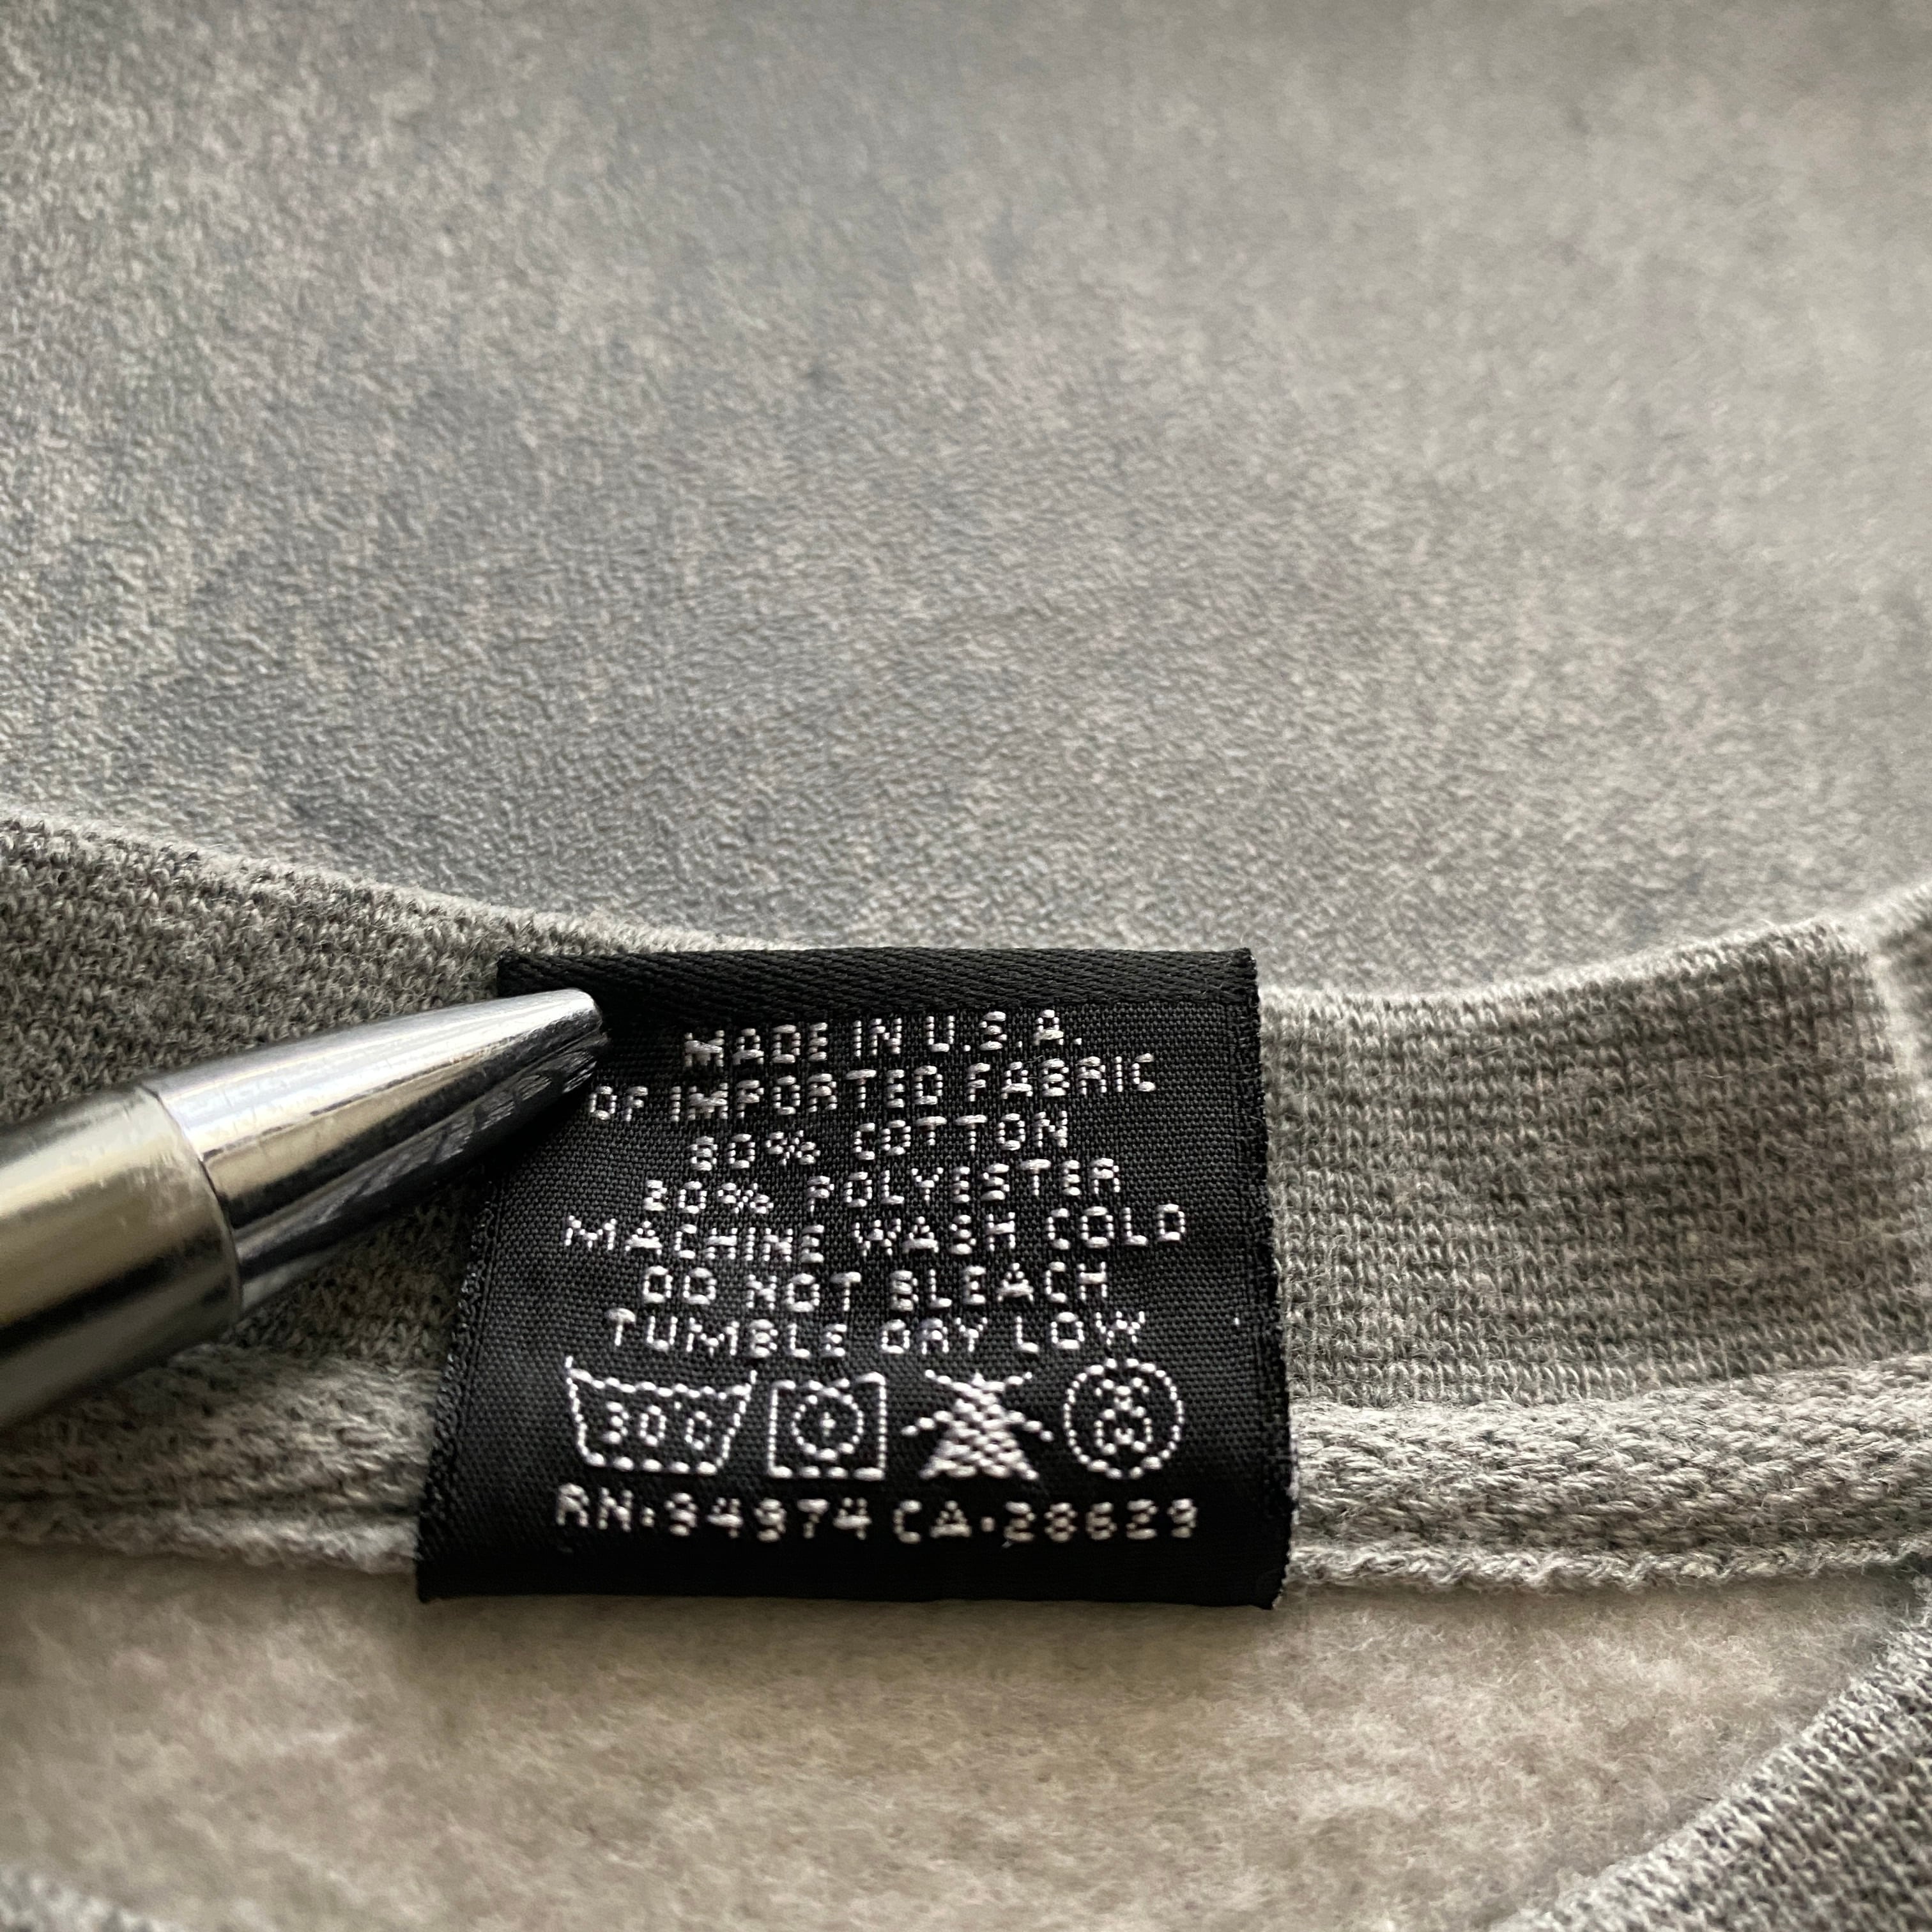 MADE IN U.S.A.
OF IMPORTED FABRIC
80% COTTON
20% POLYESTER
MACHINE WASH COLD
DO NOT BLEACH
TUMBLE DRY LOW
30°C
RN:94974 CA:28629